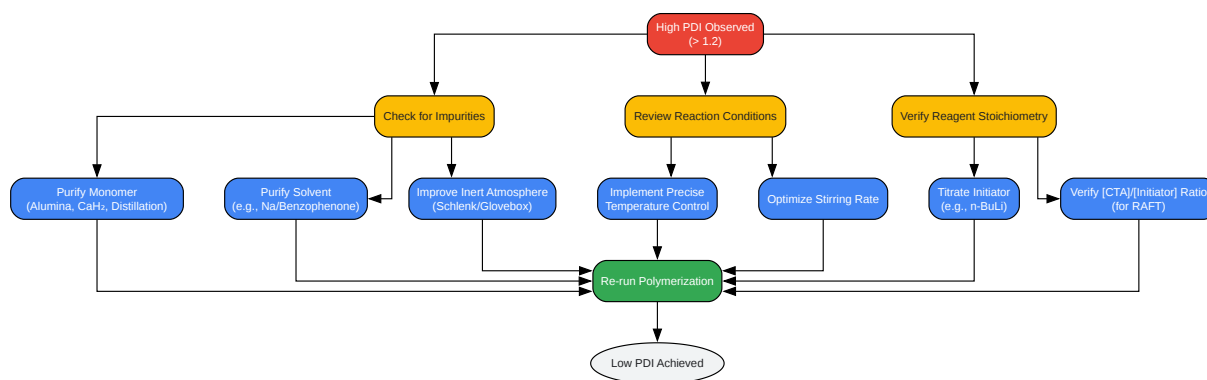 High PDI Observed
(> 1.2)
Check for Impurities
Review Reaction Conditions
Verify Reagent Stoichiometry
Purify Monomer
(Alumina, CaH₂, Distillation)
Purify Solvent
(e.g., Na/Benzophenone)
Improve Inert Atmosphere
(Schlenk/Glovebox)
Implement Precise
Temperature Control
Optimize Stirring Rate
Titrate Initiator
(e.g., n-BuLi)
Verify [CTA]/[Initiator] Ratio
(for RAFT)
Re-run Polymerization
Low PDI Achieved